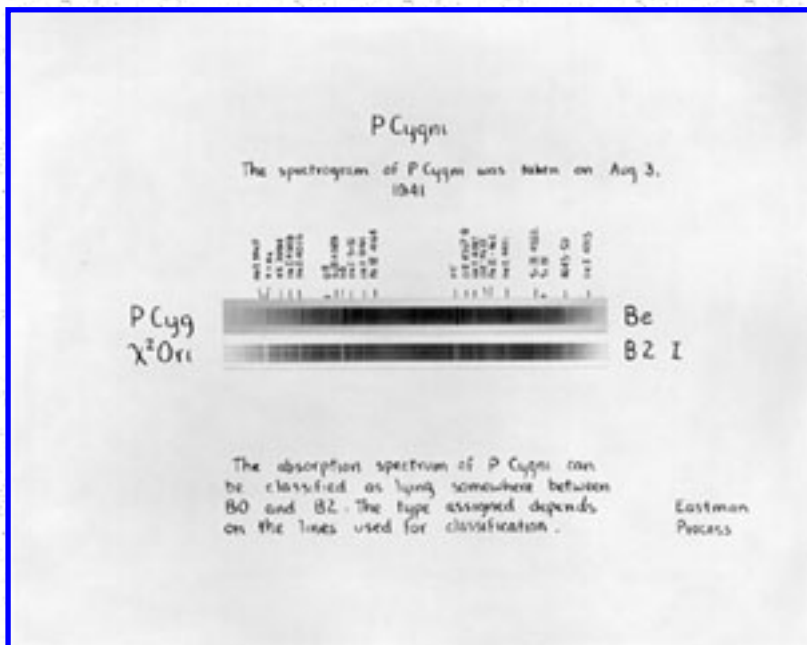 P Cygni
The spectrogram of P Cygni was taken on Aug 3,
1941
P Cyg
Be
χ² Ori
B2 I
The absorption spectrum of P Cygni can
be classified as lying somewhere between
B0 and B2. The type assigned depends
on the lines used for classification.
Eastman
Process